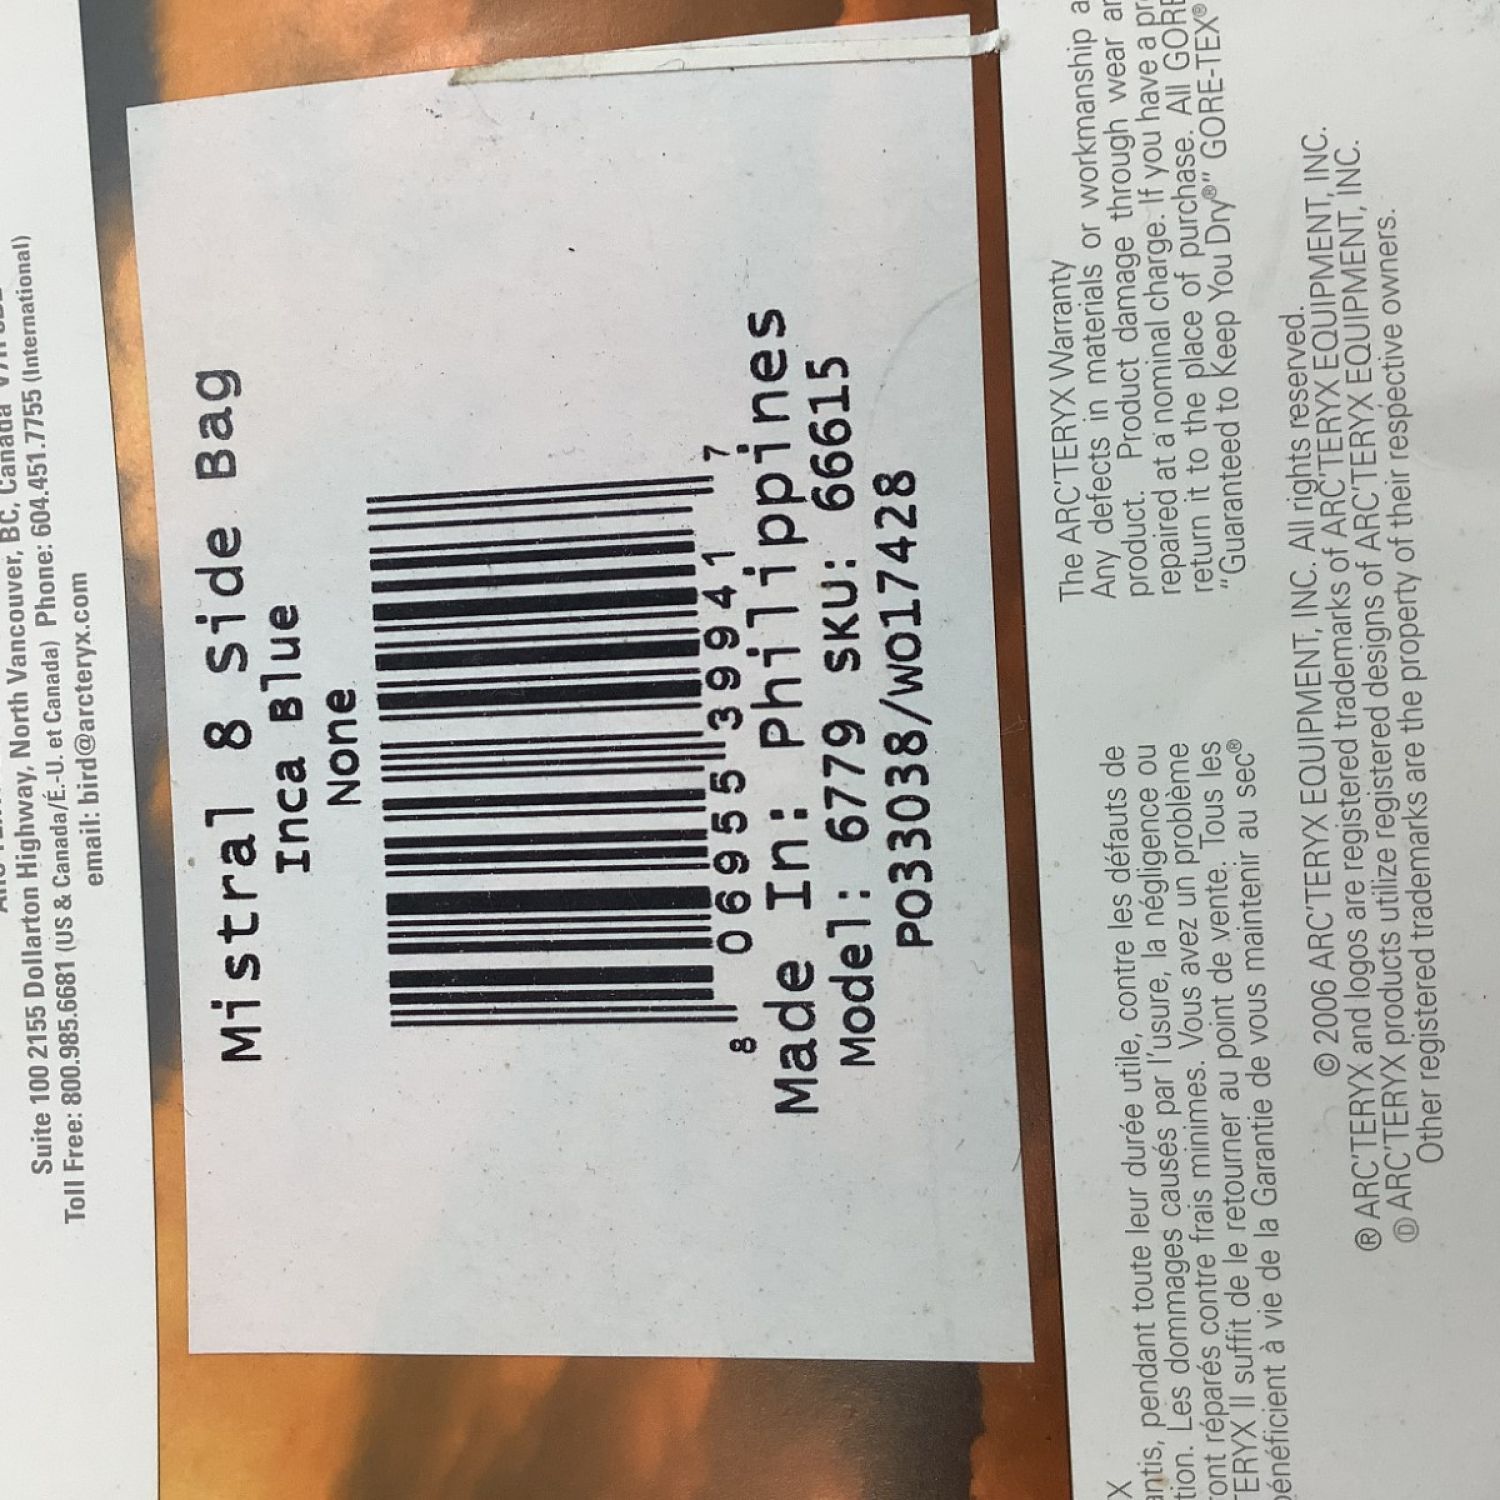 Suite 100 2155 Dollarton Highway, North Vancouver, BC, Canada
Toll Free: 800.985.6681 (US & Canada/É.-U. et Canada) Phone: 604.451.7755 (International)
email: bird@arcteryx.com
Mistral 8 Side Bag
Inca Blue
None
8 06955 39941 7
Made In: Philippines
Model: 6779 SKU: 66615
PO33038/WO17428
The ARC'TERYX Warranty
Any defects in materials or workmanship
product. Product damage through wear
repaired at a nominal charge. If you have a
return it to the place of purchase. All
"Guaranteed to Keep You Dry®" GORE-TEX®
X
antis, pendant toute leur durée utile, contre les défauts de
tion. Les dommages causés par l'usure, la négligence ou
ront réparés contre frais minimes. Vous avez un problème
TERYX Il suffit de le retourner au point de vente. Tous les
bénéficient à vie de la Garantie de vous maintenir au sec®
© 2006 ARC'TERYX EQUIPMENT, INC. All rights reserved.
® ARC'TERYX and logos are registered trademarks of ARC'TERYX EQUIPMENT, INC.
Ⓓ ARC'TERYX products utilize registered designs of ARC'TERYX EQUIPMENT, INC.
Other registered trademarks are the property of their respective owners.